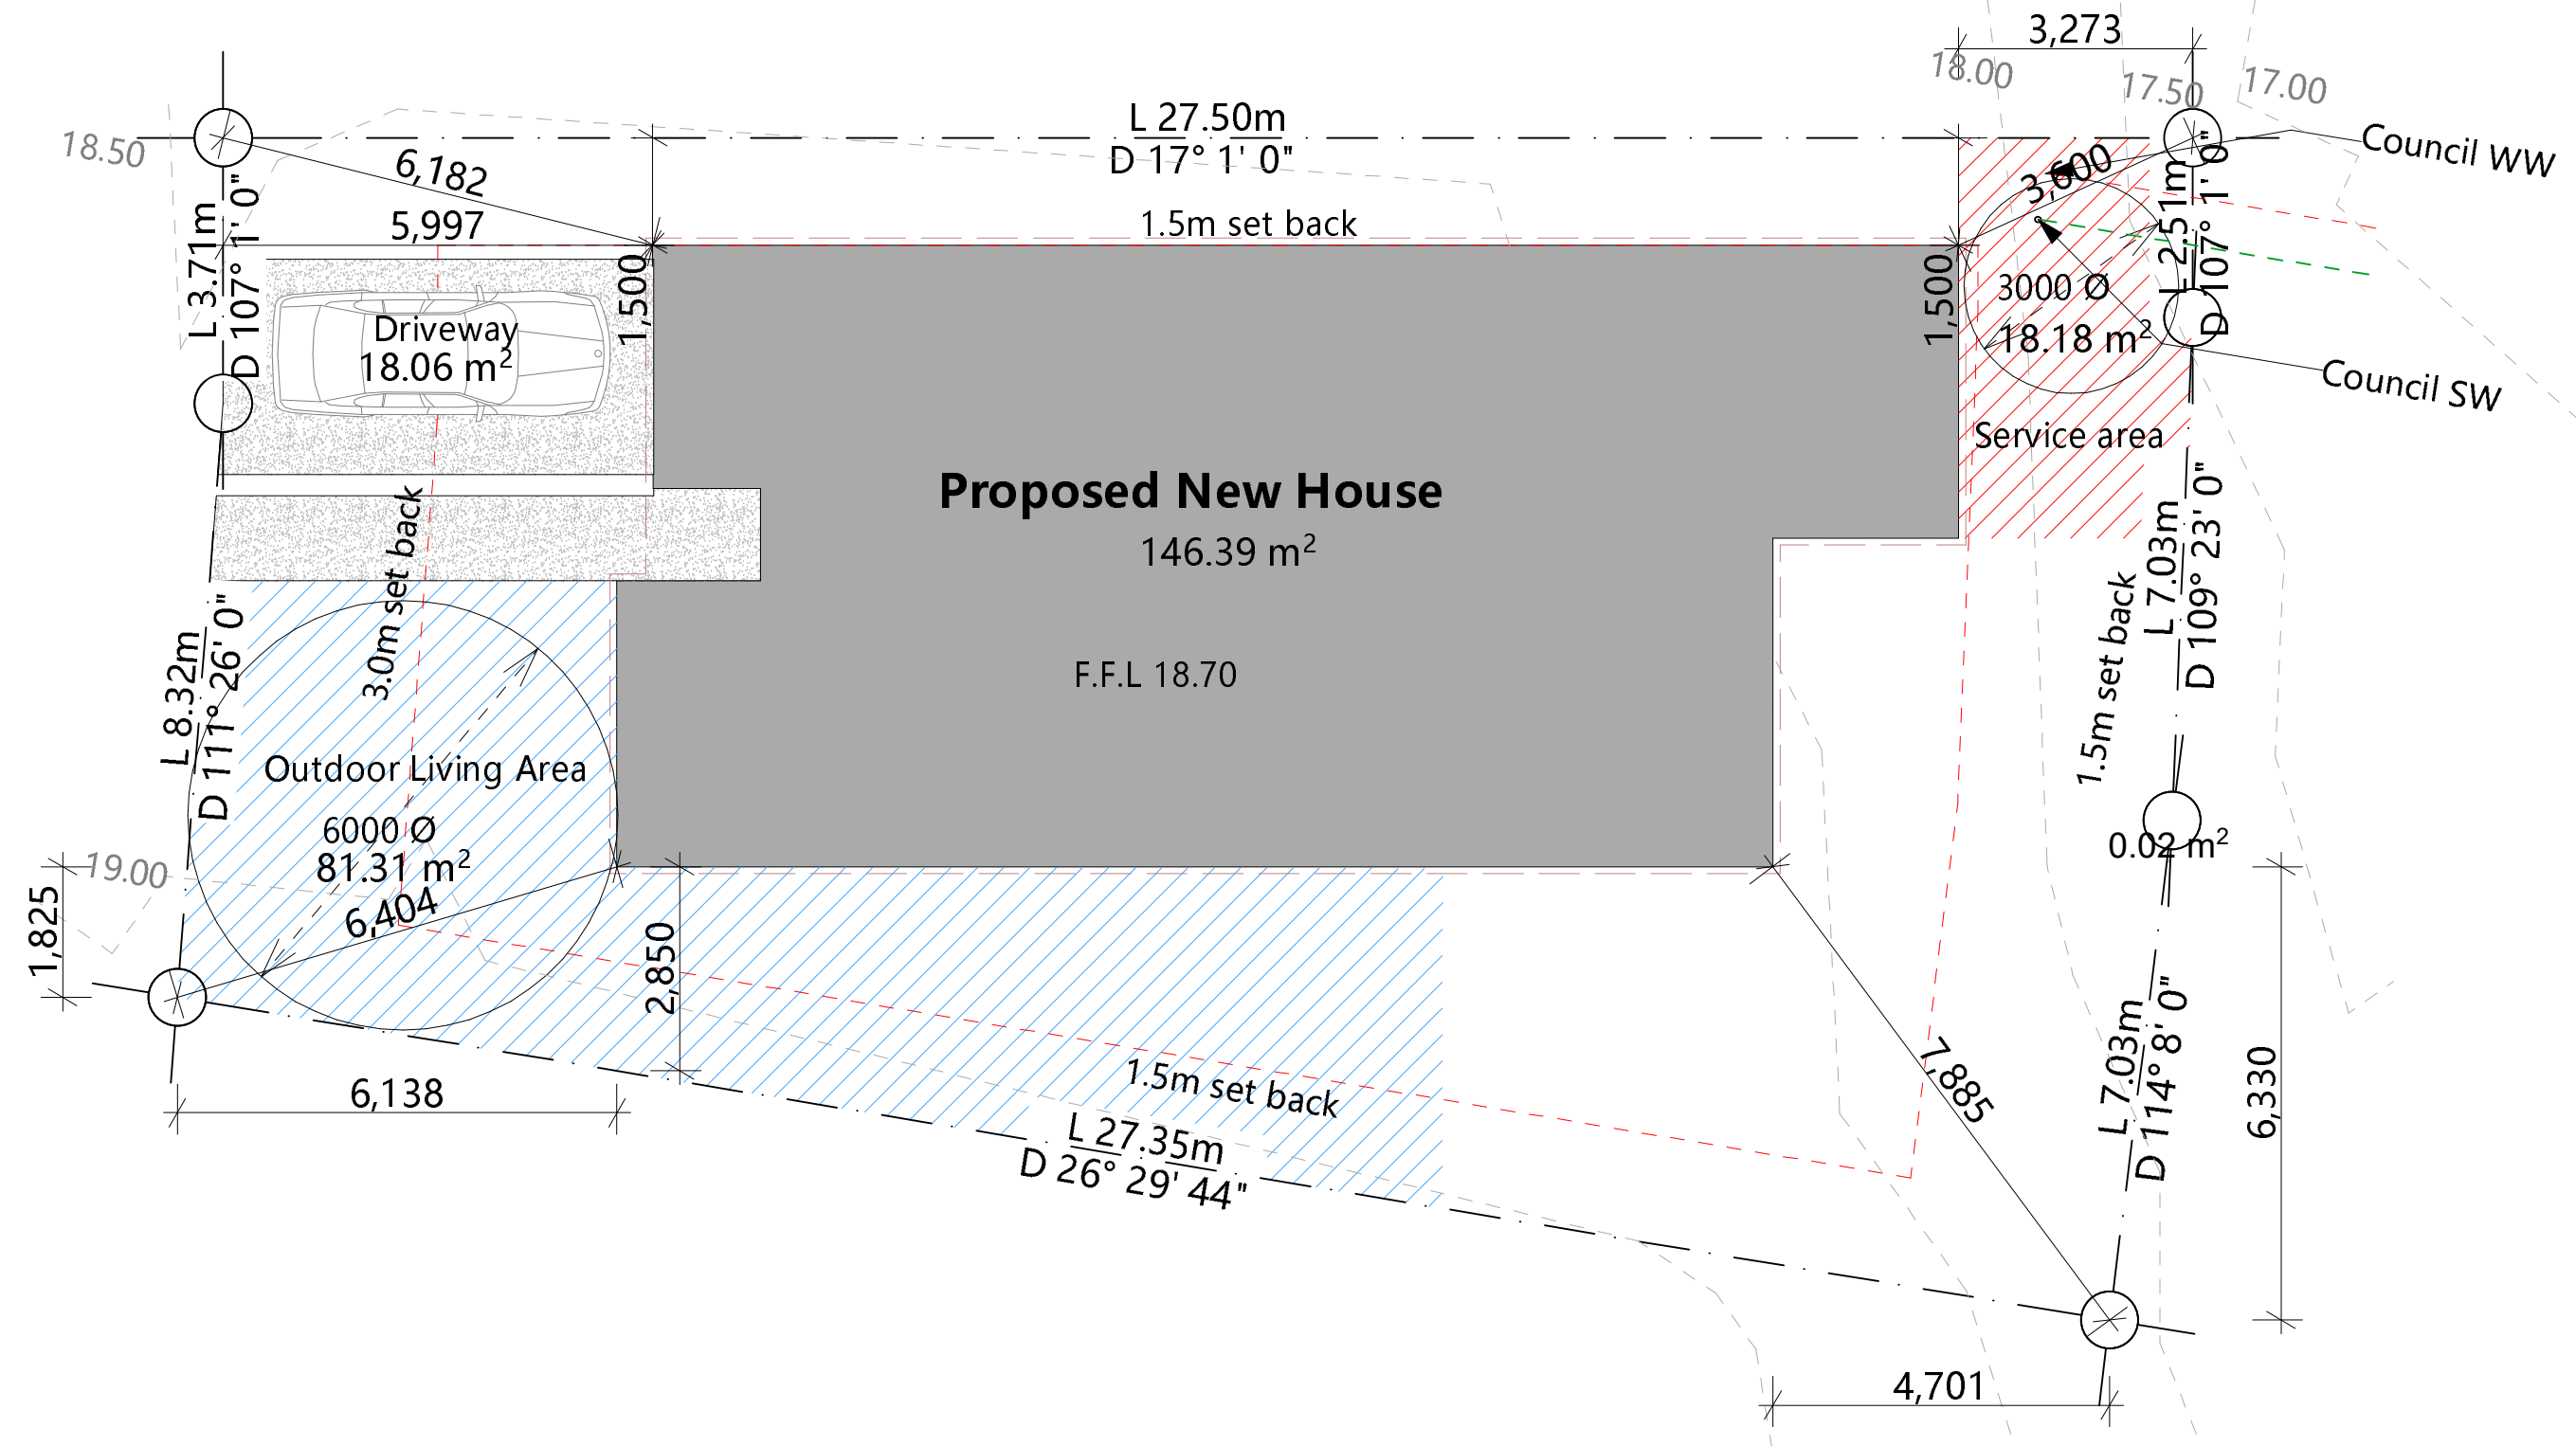 3,273
18.00
17.50
17.00
L 27.50m
D 17° 1' 0"
Council WW
18.50
6,182
3,600
5,997
1.5m set back
L 3.71m
D 107° 1' 0"
L 2.51m
D 107° 1' 0"
1,500
1,500
3000 Ø
18.18 m²
Driveway
18.06 m²
Council SW
Service area
Proposed New House
146.39 m²
F.F.L 18.70
3.0m set back
L 7.03m
D 109° 23' 0"
1.5m set back
L 8.32m
D 111° 26' 0"
Outdoor Living Area
6000 Ø
81.31 m²
6,404
0.02 m²
19.00
1,825
2,850
6,138
1.5m set back
L 27.35m
D 26° 29' 44"
7,885
L 7.03m
D 114° 8' 0"
6,330
4,701